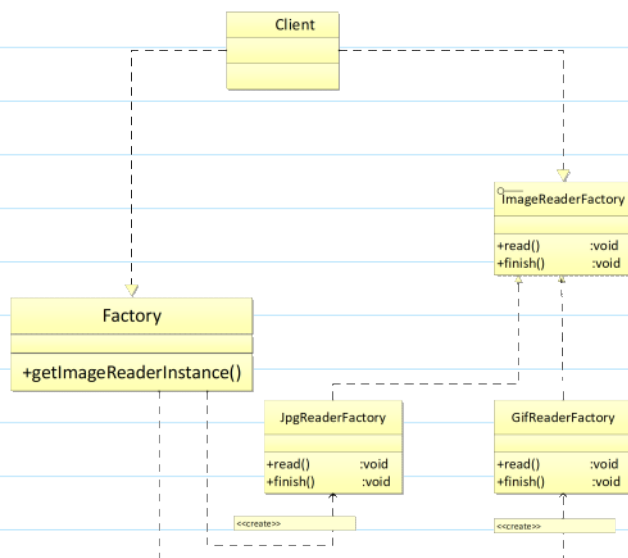 Client
ImageReaderFactory
+read() :void
+finish() :void
Factory
+getImageReaderInstance()
JpgReaderFactory
+read() :void
+finish() :void
GifReaderFactory
+read() :void
+finish() :void
<<create>>
<<create>>